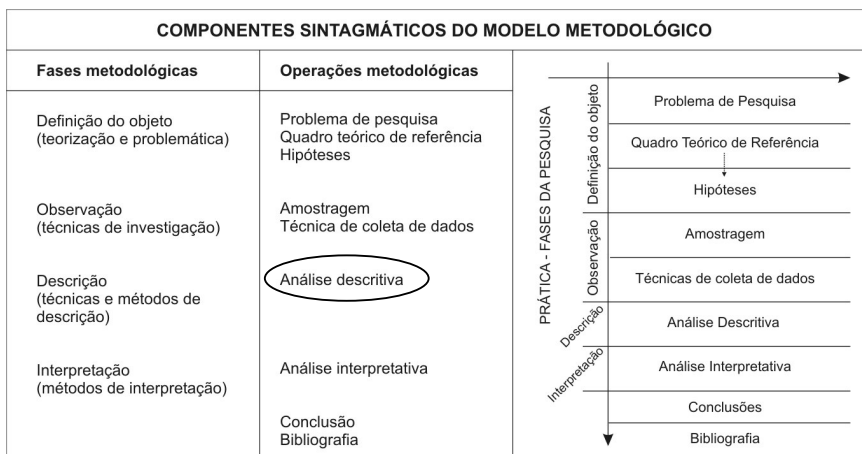 COMPONENTES SINTAGMÁTICOS DO MODELO METODOLÓGICO
Fases metodológicas
Definição do objeto
(teorização e problemática)
Observação
(técnicas de investigação)
Descrição
(técnicas e métodos de
descrição)
Interpretação
(métodos de interpretação)
Operações metodológicas
Problema de pesquisa
Quadro teórico de referência
Hipóteses
Amostragem
Técnica de coleta de dados
Análise descritiva
Análise interpretativa
Conclusão
Bibliografia
PRÁTICA - FASES DA PESQUISA
Definição do objeto
Observação
Descrição
Interpretação
Problema de Pesquisa
Quadro Teórico de Referência
Hipóteses
Amostragem
Técnicas de coleta de dados
Análise Descritiva
Análise Interpretativa
Conclusões
Bibliografia